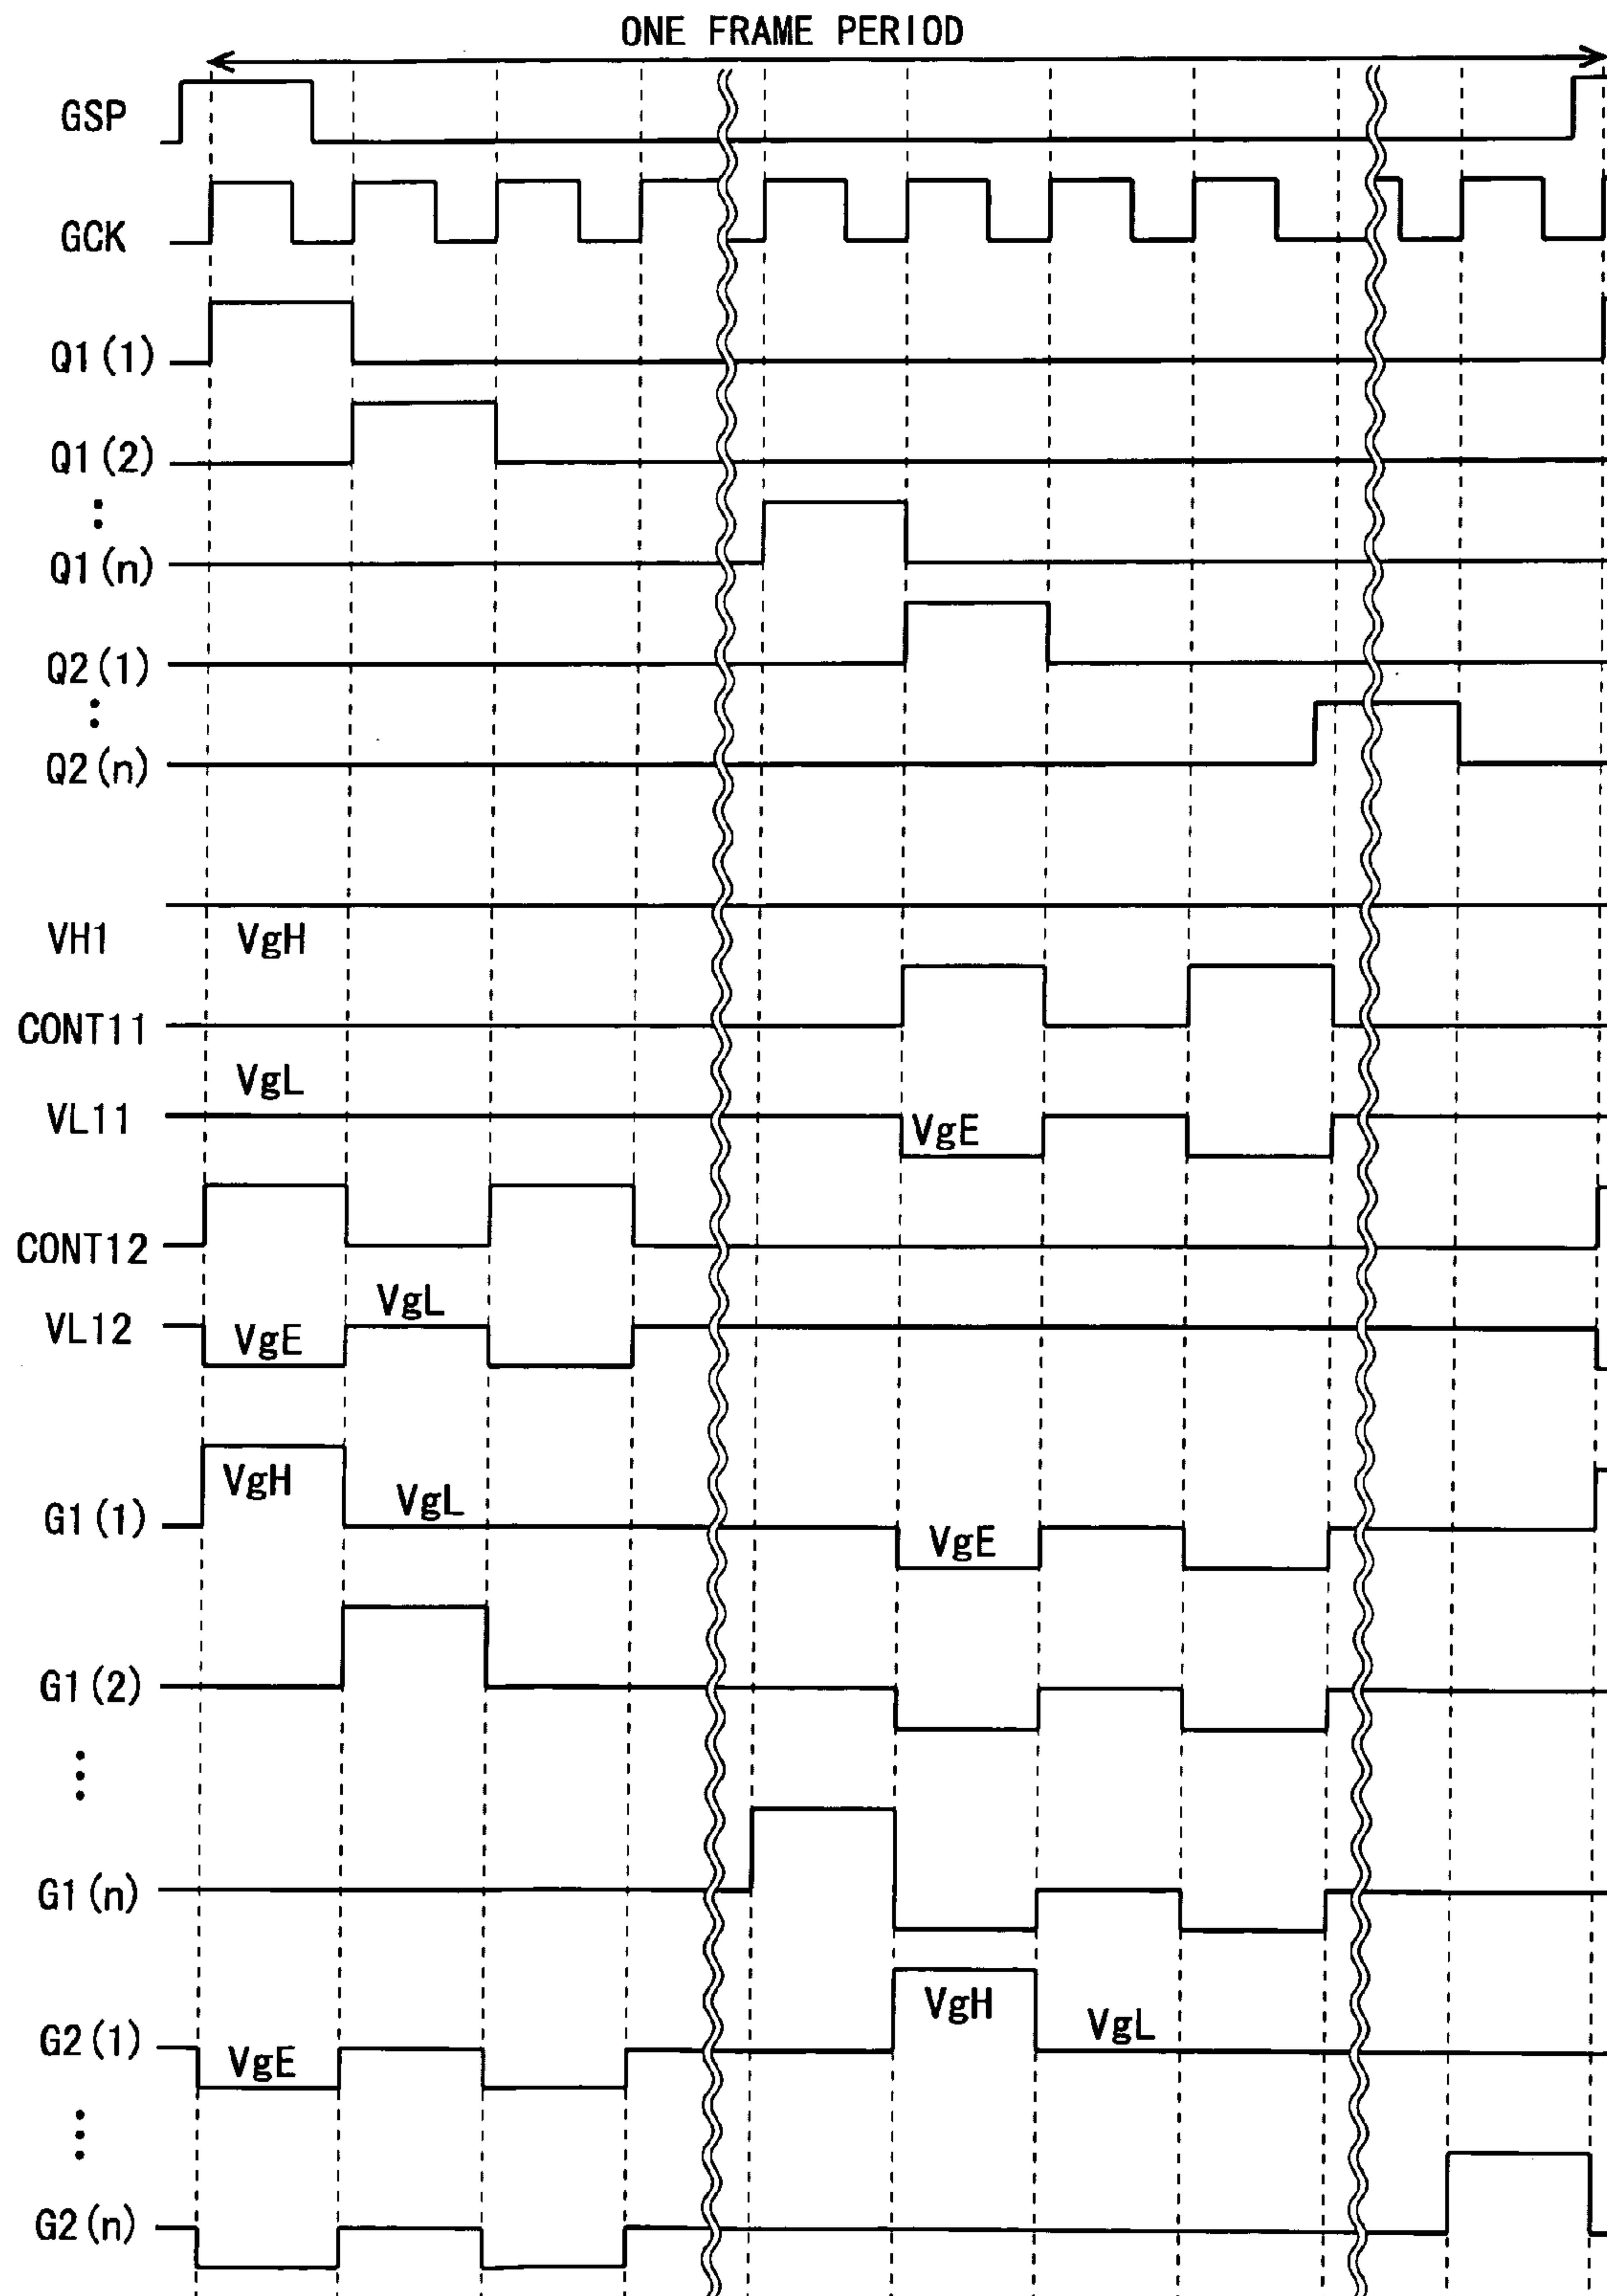 ONE FRAME PERIOD
GSP
GCK
Q1(1)
Q1(2)
Q1(n)
Q2(1)
Q2(n)
VH1 VgH
CONT11
VgL
VL11 VgE
CONT12
VgL
VL12 VgE
VgH VgL
G1(1) VgE
G1(2)
G1(n)
VgH VgL
G2(1) VgE
G2(n)